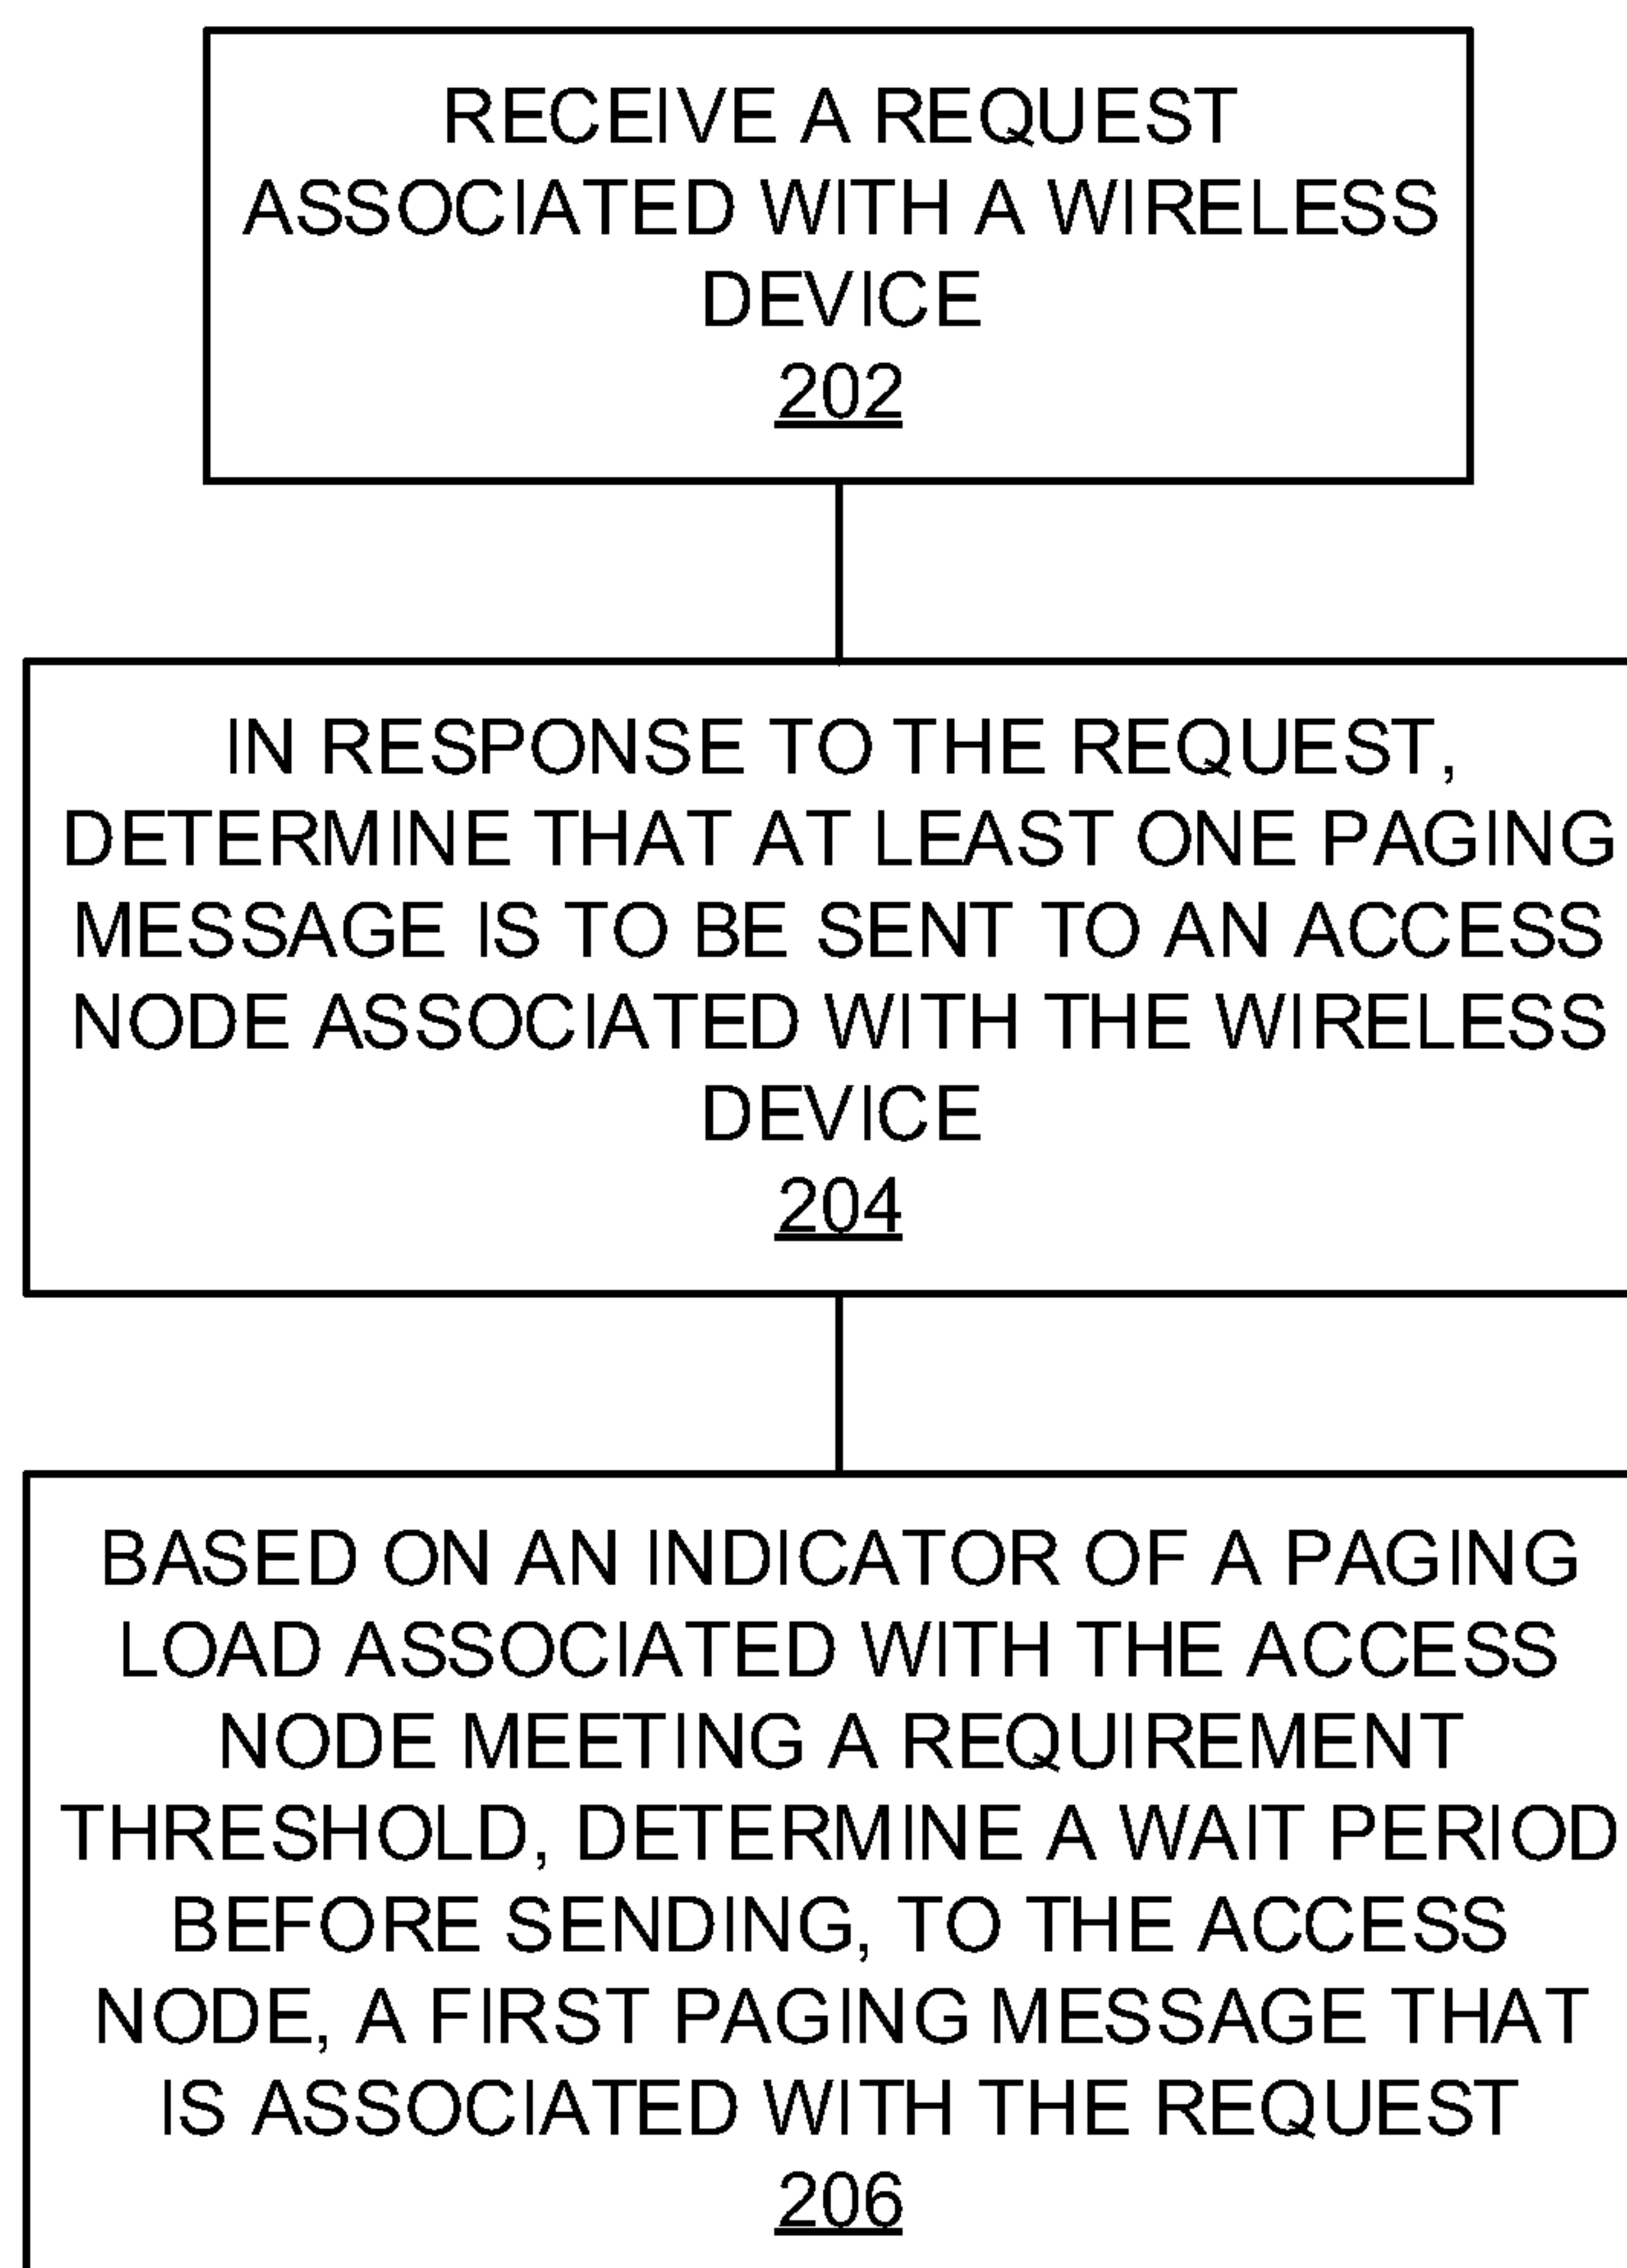 RECEIVE A REQUEST
ASSOCIATED WITH A WIRELESS
DEVICE
202
IN RESPONSE TO THE REQUEST,
DETERMINE THAT AT LEAST ONE PAGING
MESSAGE IS TO BE SENT TO AN ACCESS
NODE ASSOCIATED WITH THE WIRELESS
DEVICE
204
BASED ON AN INDICATOR OF A PAGING
LOAD ASSOCIATED WITH THE ACCESS
NODE MEETING A REQUIREMENT
THRESHOLD, DETERMINE A WAIT PERIOD
BEFORE SENDING, TO THE ACCESS
NODE, A FIRST PAGING MESSAGE THAT
IS ASSOCIATED WITH THE REQUEST
206